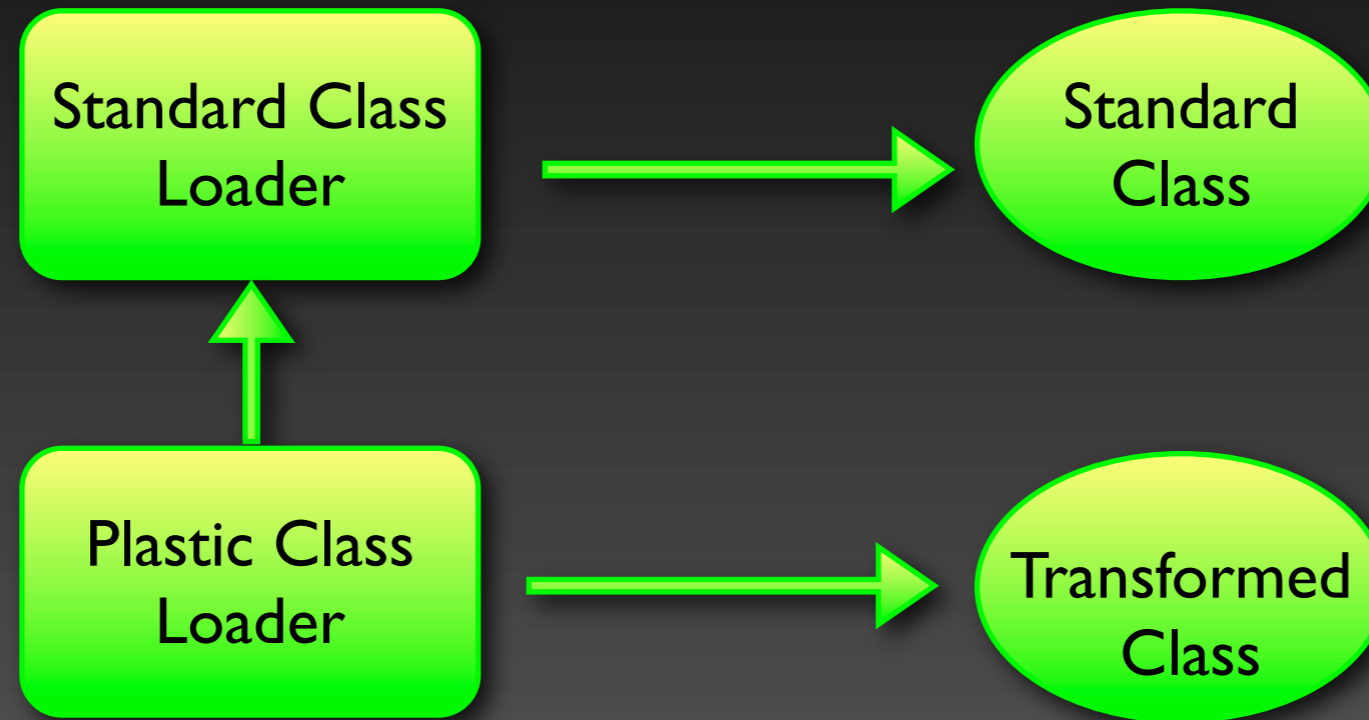 Standard Class
Loader
Standard
Class
Plastic Class
Loader
Transformed
Class